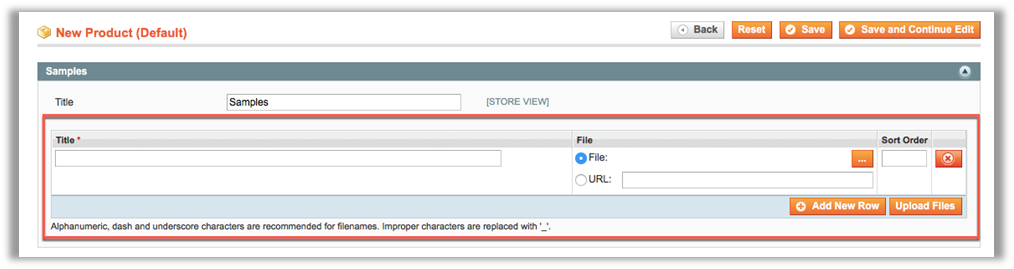 New Product (Default)
Back
Reset
Save
Save and Continue Edit
Samples
Title
Samples
[STORE VIEW]
Title *
File
Sort Order
File:
...
URL:
Add New Row
Upload Files
Alphanumeric, dash and underscore characters are recommended for filenames. Improper characters are replaced with '_'.